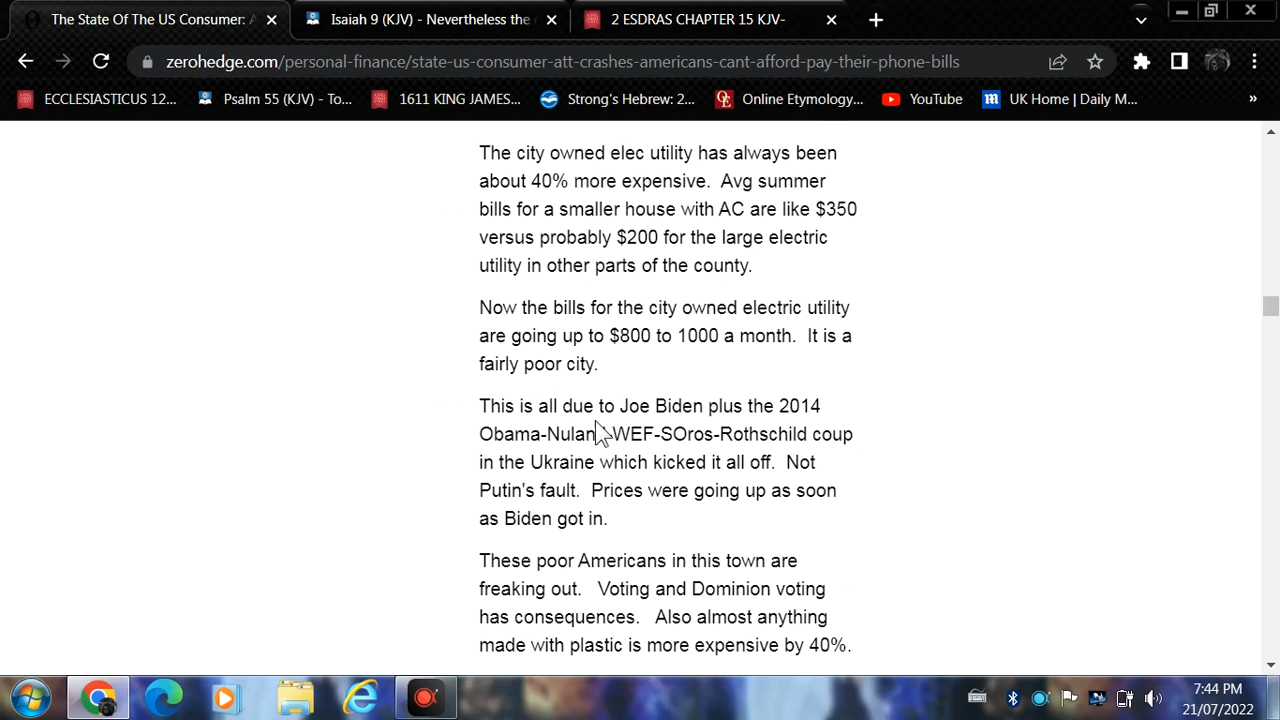 The State Of The US Consumer: A
Isaiah 9 (KJV) - Nevertheless the
2 ESDRAS CHAPTER 15 KJV-
zerohedge.com/personal-finance/state-us-consumer-att-crashes-americans-cant-afford-pay-their-phone-bills
ECCLESIASTICUS 12...
Psalm 55 (KJV) - To...
1611 KING JAMES...
Strong's Hebrew: 2...
Online Etymology...
YouTube
UK Home | Daily M...
The city owned elec utility has always been
about 40% more expensive. Avg summer
bills for a smaller house with AC are like $350
versus probably $200 for the large electric
utility in other parts of the county.
Now the bills for the city owned electric utility
are going up to $800 to 1000 a month. It is a
fairly poor city.
This is all due to Joe Biden plus the 2014
Obama-Nulan -WEF-SOros-Rothschild coup
in the Ukraine which kicked it all off. Not
Putin's fault. Prices were going up as soon
as Biden got in.
These poor Americans in this town are
freaking out. Voting and Dominion voting
has consequences. Also almost anything
made with plastic is more expensive by 40%.
7:44 PM
21/07/2022